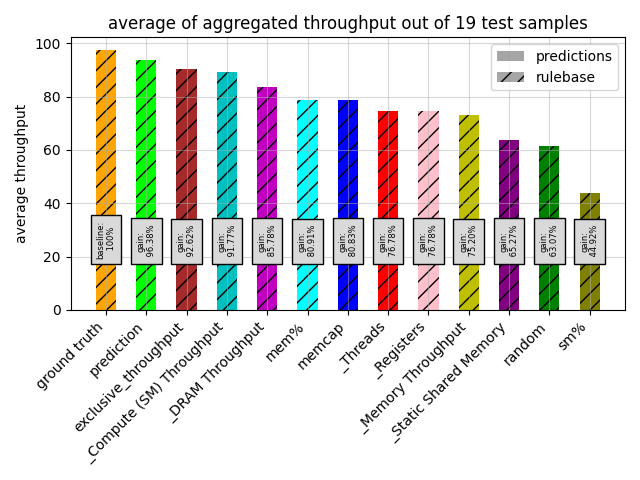 average of aggregated throughput out of 19 test samples
average throughput
100
80
60
40
20
0
predictions
rulebase
baseline:
100%
gain:
96.38%
gain:
92.62%
gain:
91.77%
gain:
85.78%
gain:
80.91%
gain:
80.83%
gain:
76.78%
gain:
76.78%
gain:
75.20%
gain:
65.27%
gain:
63.07%
gain:
44.92%
ground truth
prediction
exclusive_throughput
_Compute (SM) Throughput
_DRAM Throughput
mem%
memcap
_Threads
_Registers
_Memory Throughput
_Static Shared Memory
random
sm%